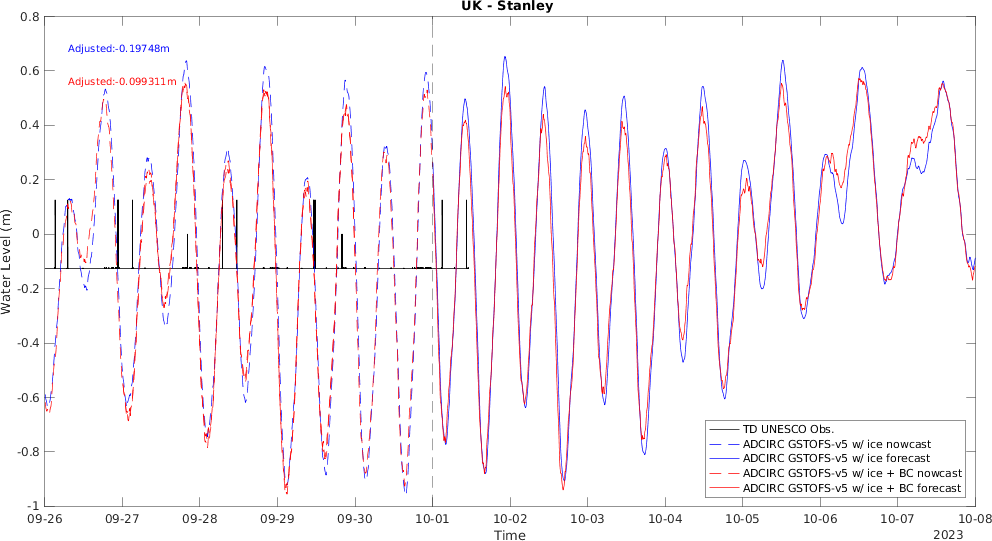 UK - Stanley
Adjusted:-0.19748m
Adjusted:-0.099311m
Water Level (m)
0.8
0.6
0.4
0.2
0
-0.2
-0.4
-0.6
-0.8
-1
TD UNESCO Obs.
ADCIRC GSTOFS-v5 w/ ice nowcast
ADCIRC GSTOFS-v5 w/ ice forecast
ADCIRC GSTOFS-v5 w/ ice + BC nowcast
ADCIRC GSTOFS-v5 w/ ice + BC forecast
09-26 09-27 09-28 09-29 09-30 10-01 10-02 10-03 10-04 10-05 10-06 10-07 10-08
Time
2023